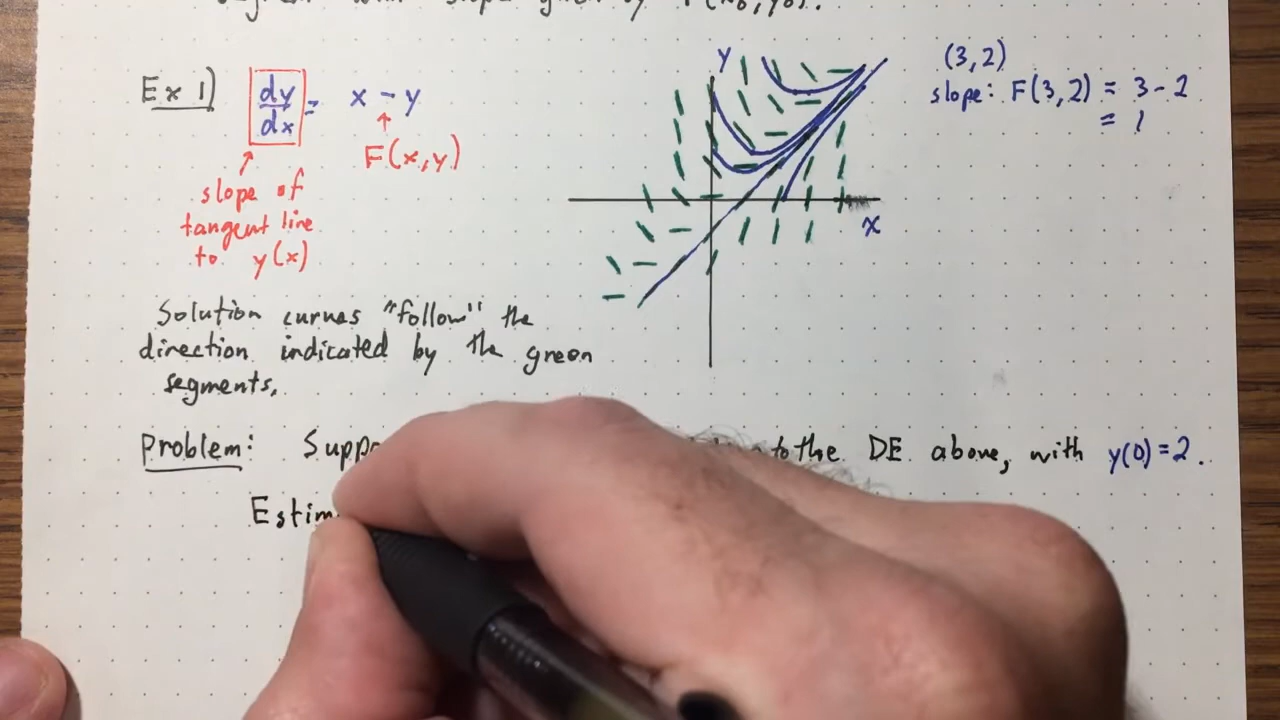 Ex 1) dy/dx = x - y
F(x,y)
slope of
tangent line
to y(x)
y
x
(3,2)
slope: F(3,2) = 3 - 2
= 1
Solution curves "follow" the
direction indicated by the green
segments.
Problem: Supp to the DE above, with y(0)=2.
Estim